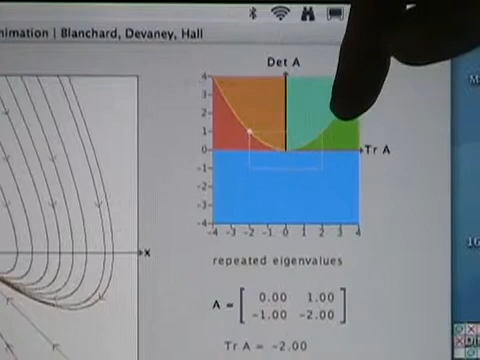 nimation | Blanchard, Devaney, Hall
Det A
4
3
2
1
0
-1
-2
-3
-4
-4 -3 -2 -1 0 1 2 3 4
Tr A
x
repeated eigenvalues
A = [ 0.00 1.00
-1.00 -2.00 ]
Tr A = -2.00
16